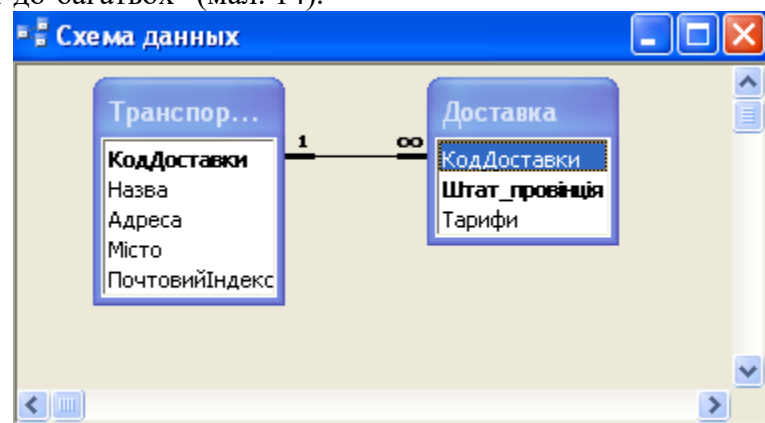 до багатьох" (мал. 14).
Схема данных
Транспор...
КодДоставки
Назва
Адреса
Місто
ПочтовийІндекс
1 ∞
Доставка
КодДоставки
Штат_провінція
Тарифи